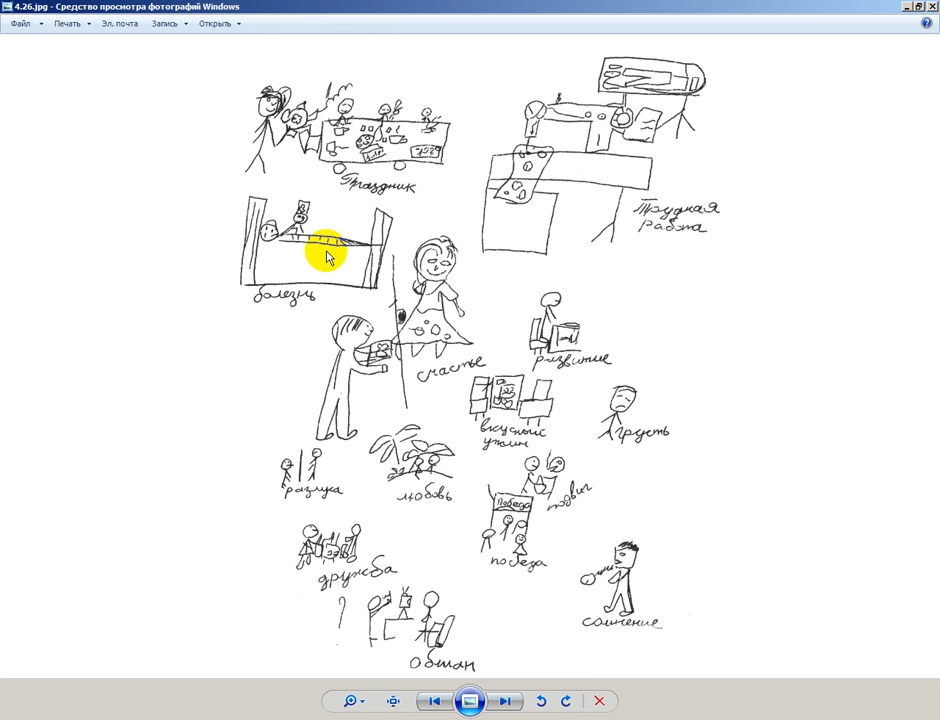 4.26.jpg - Средство просмотра фотографий Windows
Файл Печать Эл. почта Запись Открыть
Праздник
Трудная
работа
болезнь
счастье
развитие
вкусный
ужин
грусть
разлука
любовь
подвиг
Победа
победа
дружба
?
сомнение
Обман